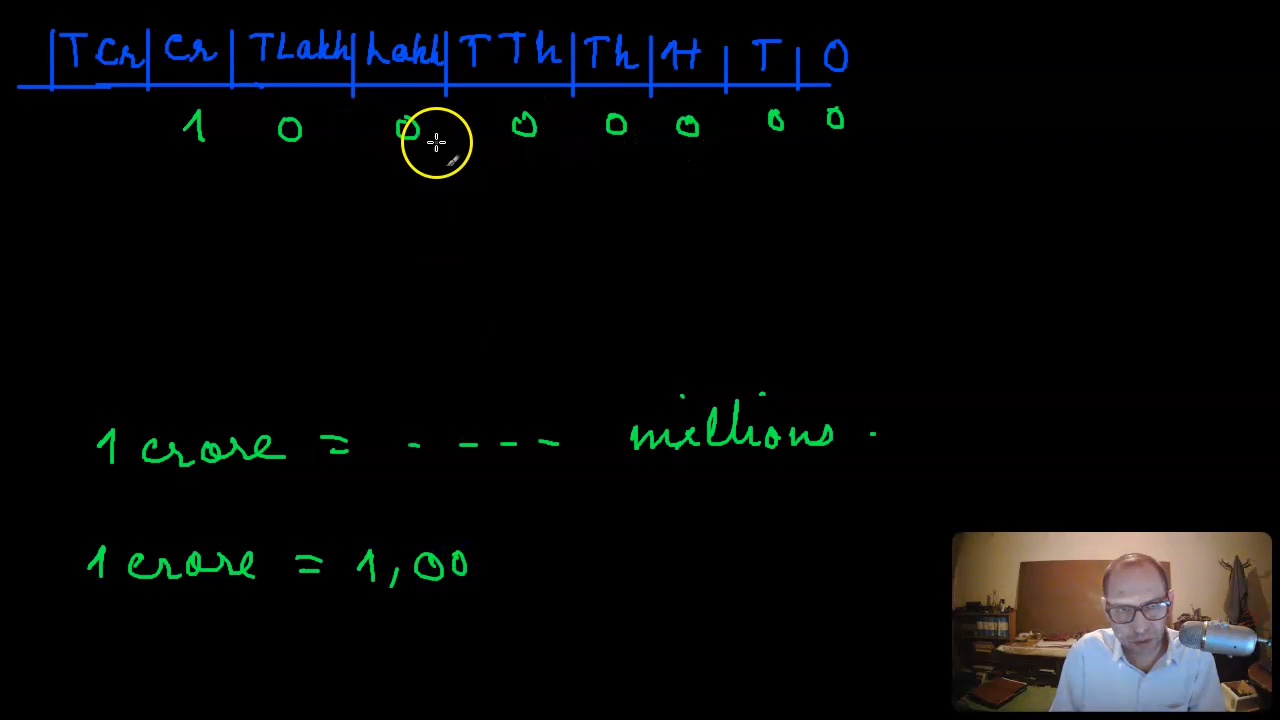 T Cr Cr TLakh Lakh T Th Th H T O
1 0 0 0 0 0 0 0
1 crore = - - - - millions.
1 crore = 1,00